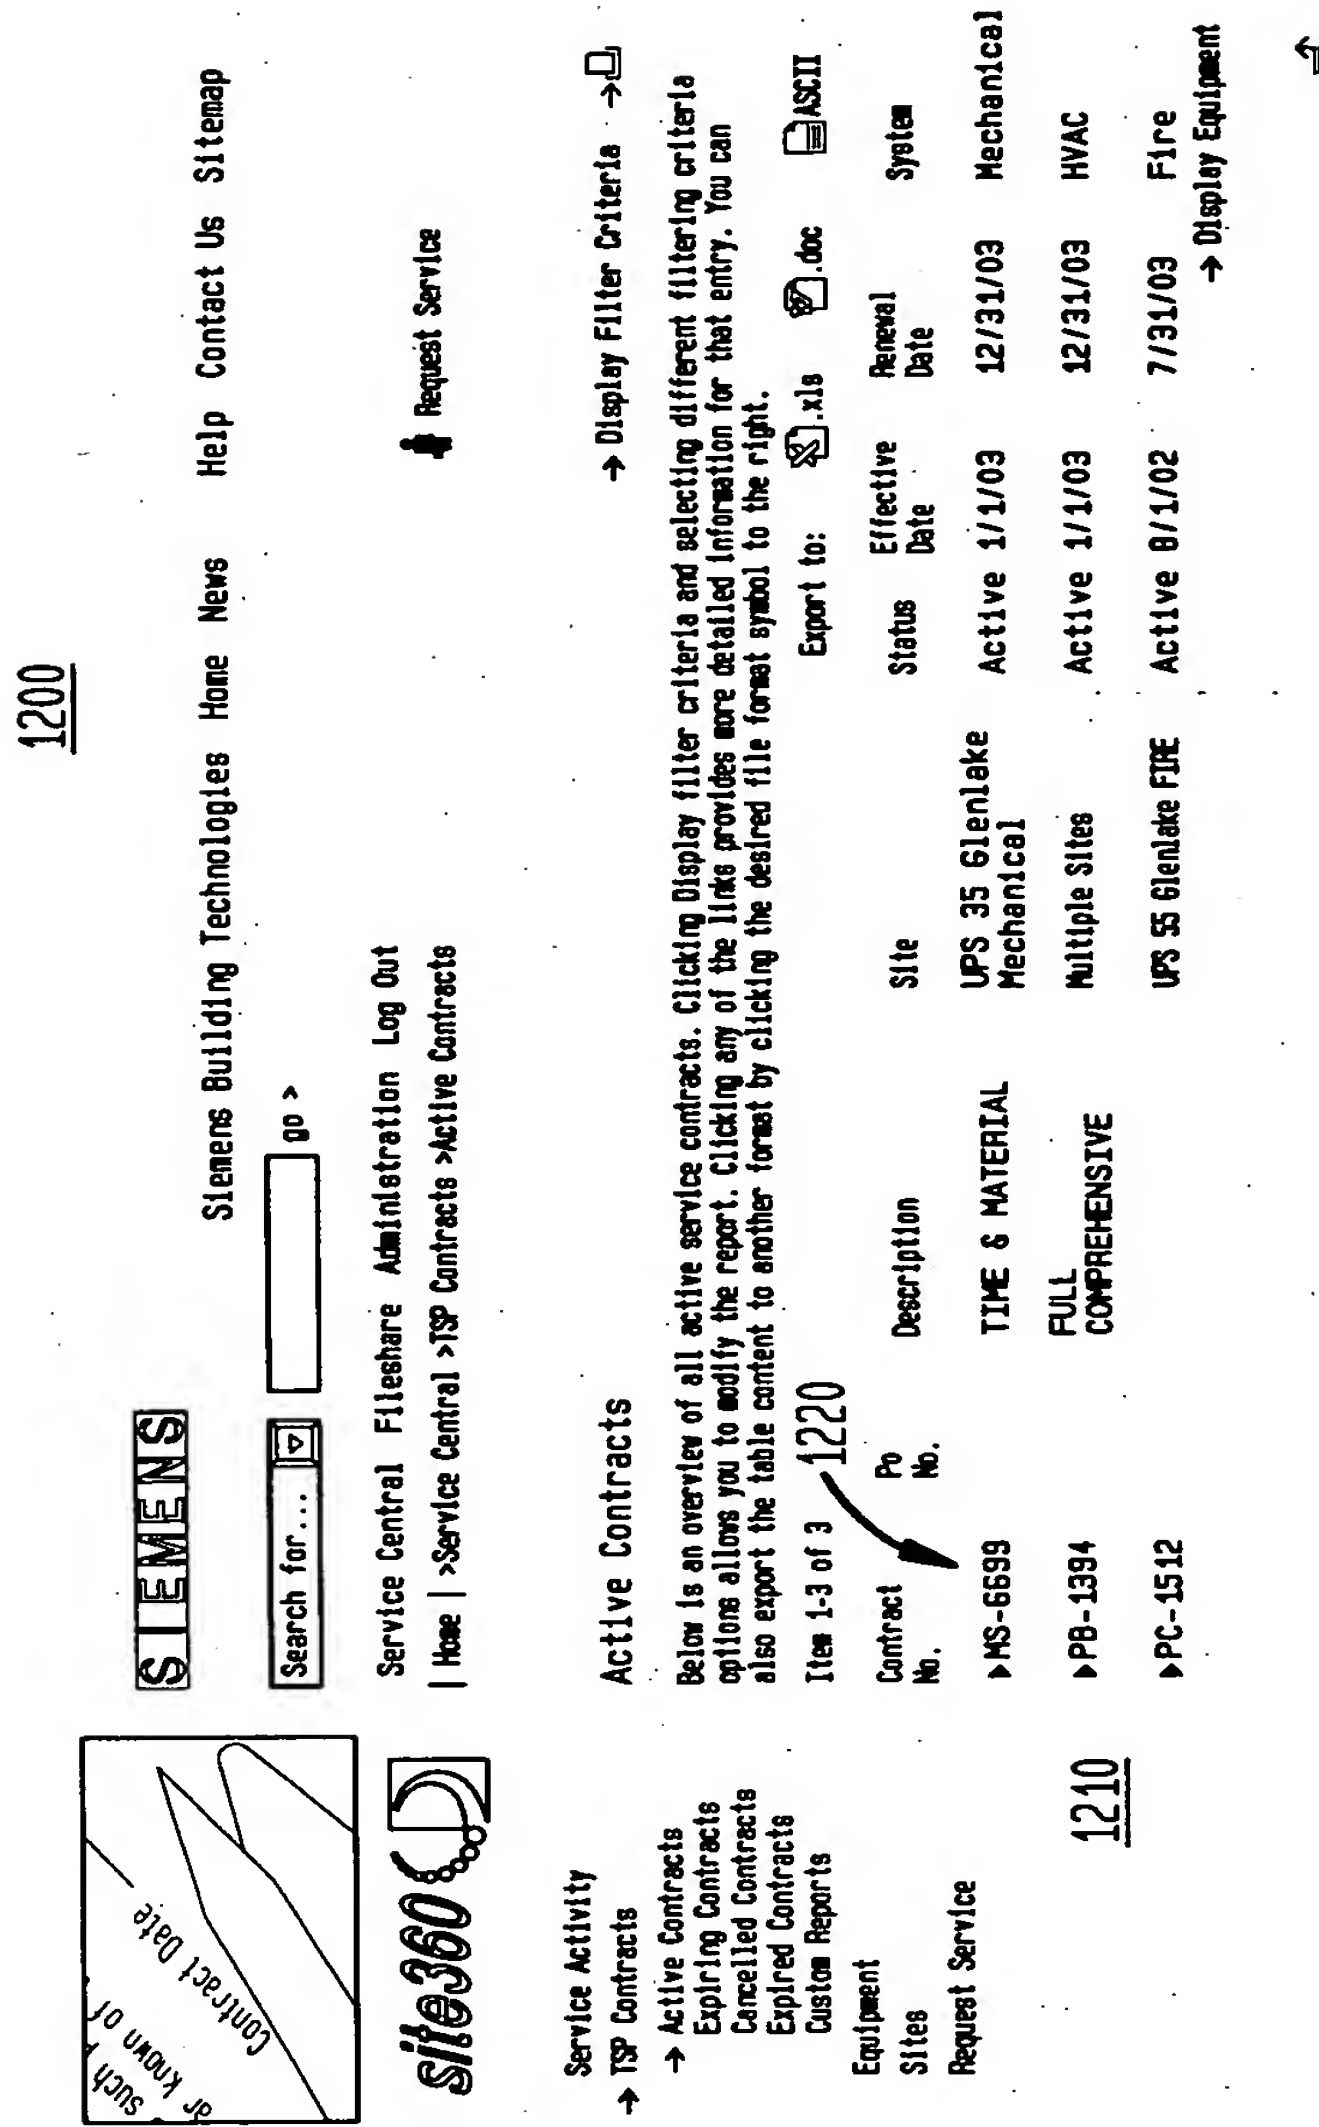 1200
such p
or known of
Contract Date
SIEMENS
Siemens Building Technologies Home News Help Contact Us Sitemap
Search for... go >
site360
Service Central Fileshare Administration Log Out
| Home | >Service Central >TSP Contracts >Active Contracts
Request Service
Service Activity
→ TSP Contracts
→ Active Contracts
Expiring Contracts
Cancelled Contracts
Expired Contracts
Custom Reports
Equipment
Sites
Request Service
1210
Active Contracts
→ Display Filter Criteria →
Below is an overview of all active service contracts. Clicking Display filter criteria and selecting different filtering criteria
options allows you to modify the report. Clicking any of the links provides more detailed information for that entry. You can
also export the table content to another format by clicking the desired file format symbol to the right.
Item 1-3 of 3 1220 Export to: .xls .doc ASCII
Contract No. Po No. Description Site Status Effective Date Renewal Date System
▶MS-6699 TIME & MATERIAL UPS 35 Glenlake Mechanical Active 1/1/03 12/31/03 Mechanical
▶PB-1394 FULL COMPREHENSIVE Multiple Sites Active 1/1/03 12/31/03 HVAC
▶PC-1512 UPS 55 Glenlake FIRE Active 8/1/02 7/31/03 Fire
→ Display Equipment